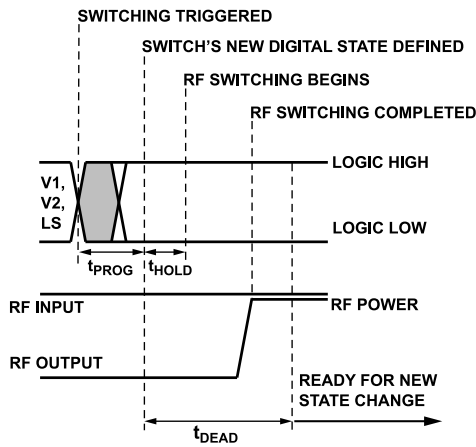 SWITCHING TRIGGERED
SWITCH'S NEW DIGITAL STATE DEFINED
RF SWITCHING BEGINS
RF SWITCHING COMPLETED
V1,
V2,
LS
LOGIC HIGH
LOGIC LOW
tPROG
tHOLD
RF INPUT
RF POWER
RF OUTPUT
READY FOR NEW
STATE CHANGE
tDEAD